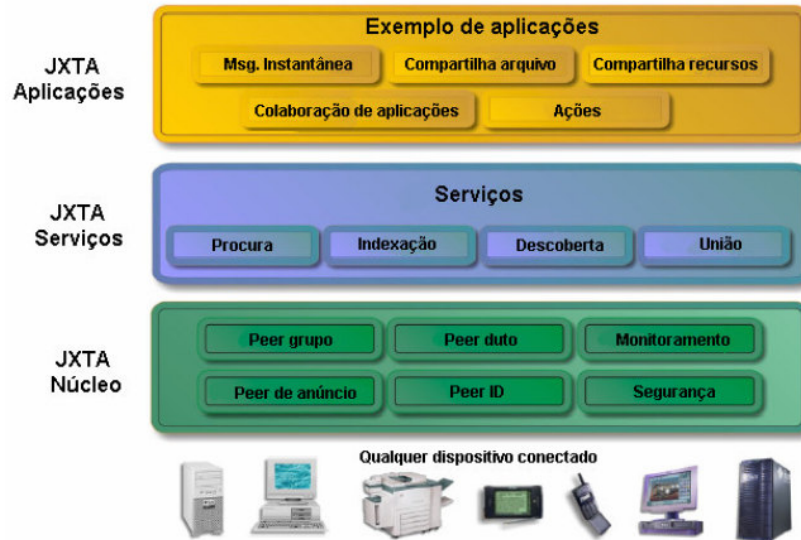 Exemplo de aplicações
JXTA
Aplicações
Msg. Instantânea
Compartilha arquivo
Compartilha recursos
Colaboração de aplicações
Ações
JXTA
Serviços
Serviços
Procura
Indexação
Descoberta
União
JXTA
Núcleo
Peer grupo
Peer duto
Monitoramento
Peer de anúncio
Peer ID
Segurança
Qualquer dispositivo conectado